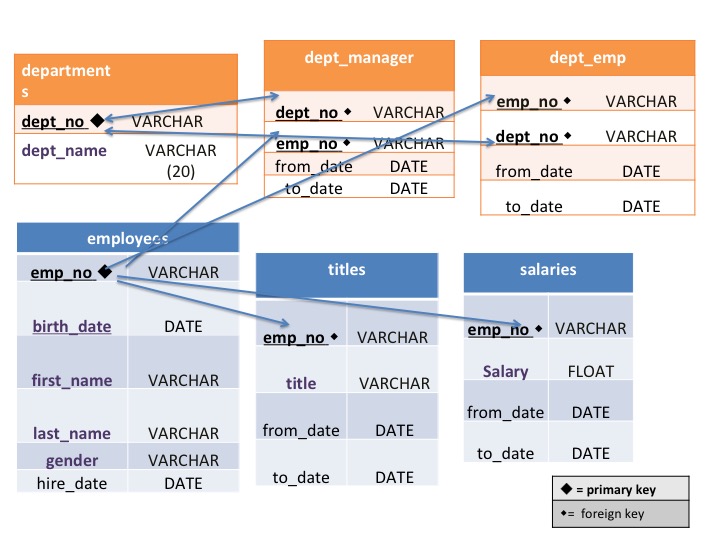 department
s
dept_no ◆ VARCHAR
dept_name VARCHAR
(20)
dept_manager
dept_no ⬥ VARCHAR
emp_no ⬥ VARCHAR
from_date DATE
to_date DATE
dept_emp
emp_no ⬥ VARCHAR
dept_no ⬥ VARCHAR
from_date DATE
to_date DATE
employees
emp_no ◆ VARCHAR
birth_date DATE
first_name VARCHAR
last_name VARCHAR
gender VARCHAR
hire_date DATE
titles
emp_no ⬥ VARCHAR
title VARCHAR
from_date DATE
to_date DATE
salaries
emp_no ⬥ VARCHAR
Salary FLOAT
from_date DATE
to_date DATE
◆ = primary key
⬥= foreign key